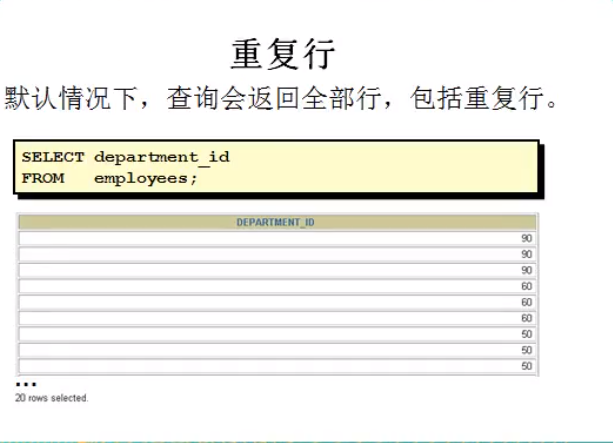 重复行
默认情况下，查询会返回全部行，包括重复行。
SELECT department_id
FROM   employees;
DEPARTMENT_ID
90
90
90
60
60
60
50
50
50
...
20 rows selected.